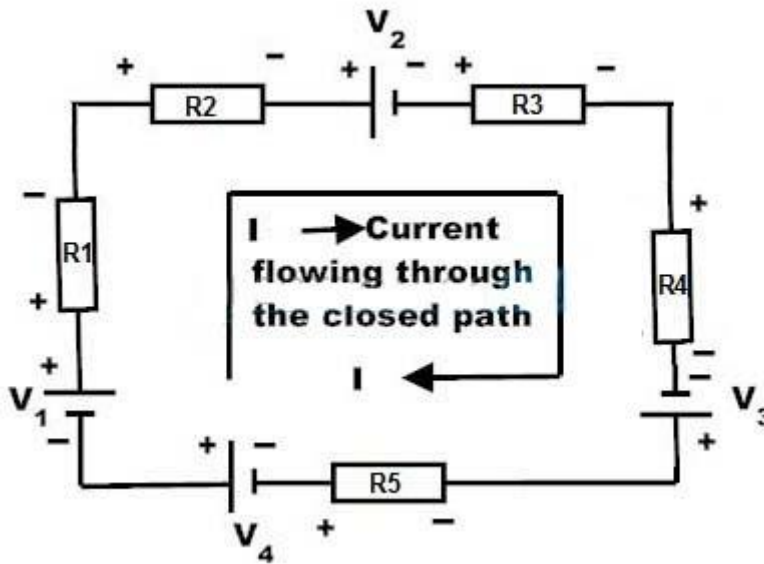 V2
+ − + − + −
R2 R3
− +
R1 R4
I → Current
flowing through
the closed path
I
+ −
+ −
V1 V3
− + − +
R5
+ −
V4